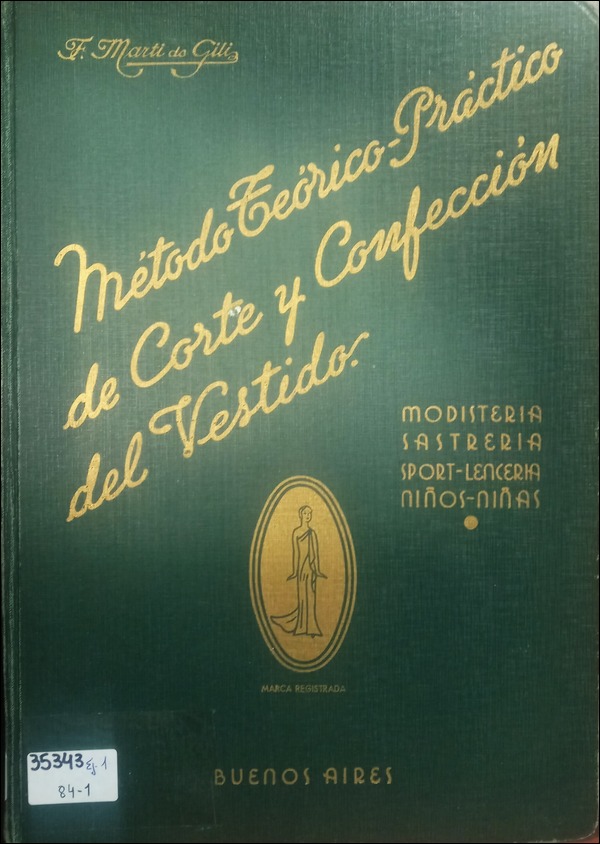 F. Marti de Gili
Método Teórico-Práctico
de Corte y Confección
del Vestido.
MODISTERIA
SASTRERIA
SPORT-LENCERIA
NIÑOS-NIÑAS
MARCA REGISTRADA
35343 Ej. 1
84-1
BUENOS AIRES